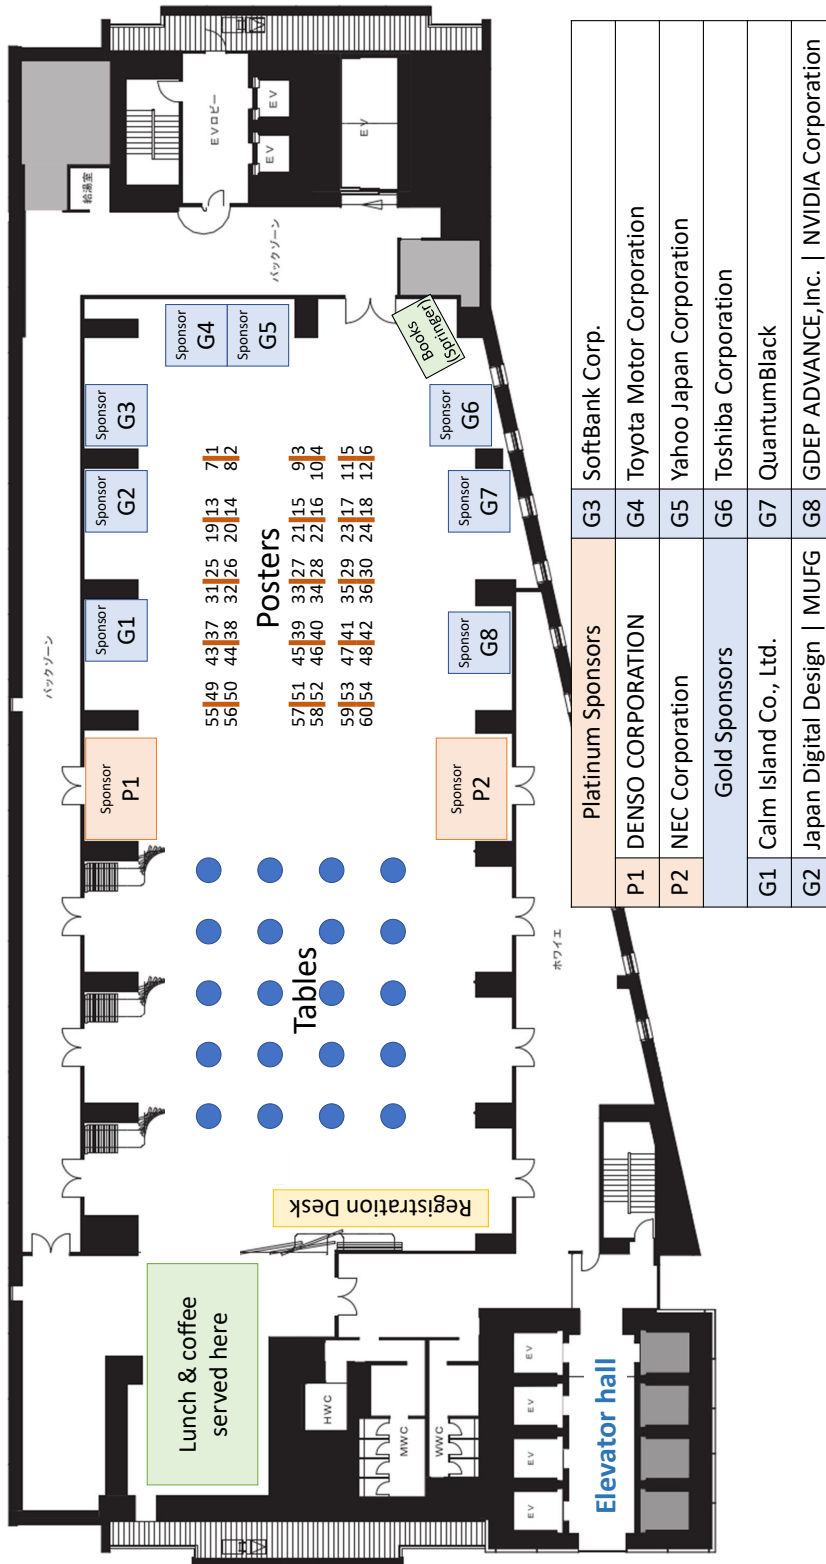 バックゾーン
給湯室
Sponsor
P1
Sponsor
G1
Sponsor
G2
Sponsor
G3
Sponsor
G4
Sponsor
G5
EVロビー
EV
EV
EV
バックゾーン
Lunch & coffee
served here
55 49 43 37 31 25 19 13 7 1
56 50 44 38 32 26 20 14 8 2
Posters
57 51 45 39 33 27 21 15 9 3
58 52 46 40 34 28 22 16 10 4
59 53 47 41 35 29 23 17 11 5
60 54 48 42 36 30 24 18 12 6
Tables
Registration Desk
HWC
MWC
WWC
Sponsor
P2
Sponsor
G8
Sponsor
G7
Sponsor
G6
Books
(Springer)
EV
EV
EV
EV
Elevator hall
ホワイエ
Platinum Sponsors
P1 DENSO CORPORATION
P2 NEC Corporation
Gold Sponsors
G1 Calm Island Co., Ltd.
G2 Japan Digital Design | MUFG
G3 SoftBank Corp.
G4 Toyota Motor Corporation
G5 Yahoo Japan Corporation
G6 Toshiba Corporation
G7 QuantumBlack
G8 GDEP ADVANCE,Inc. | NVIDIA Corporation